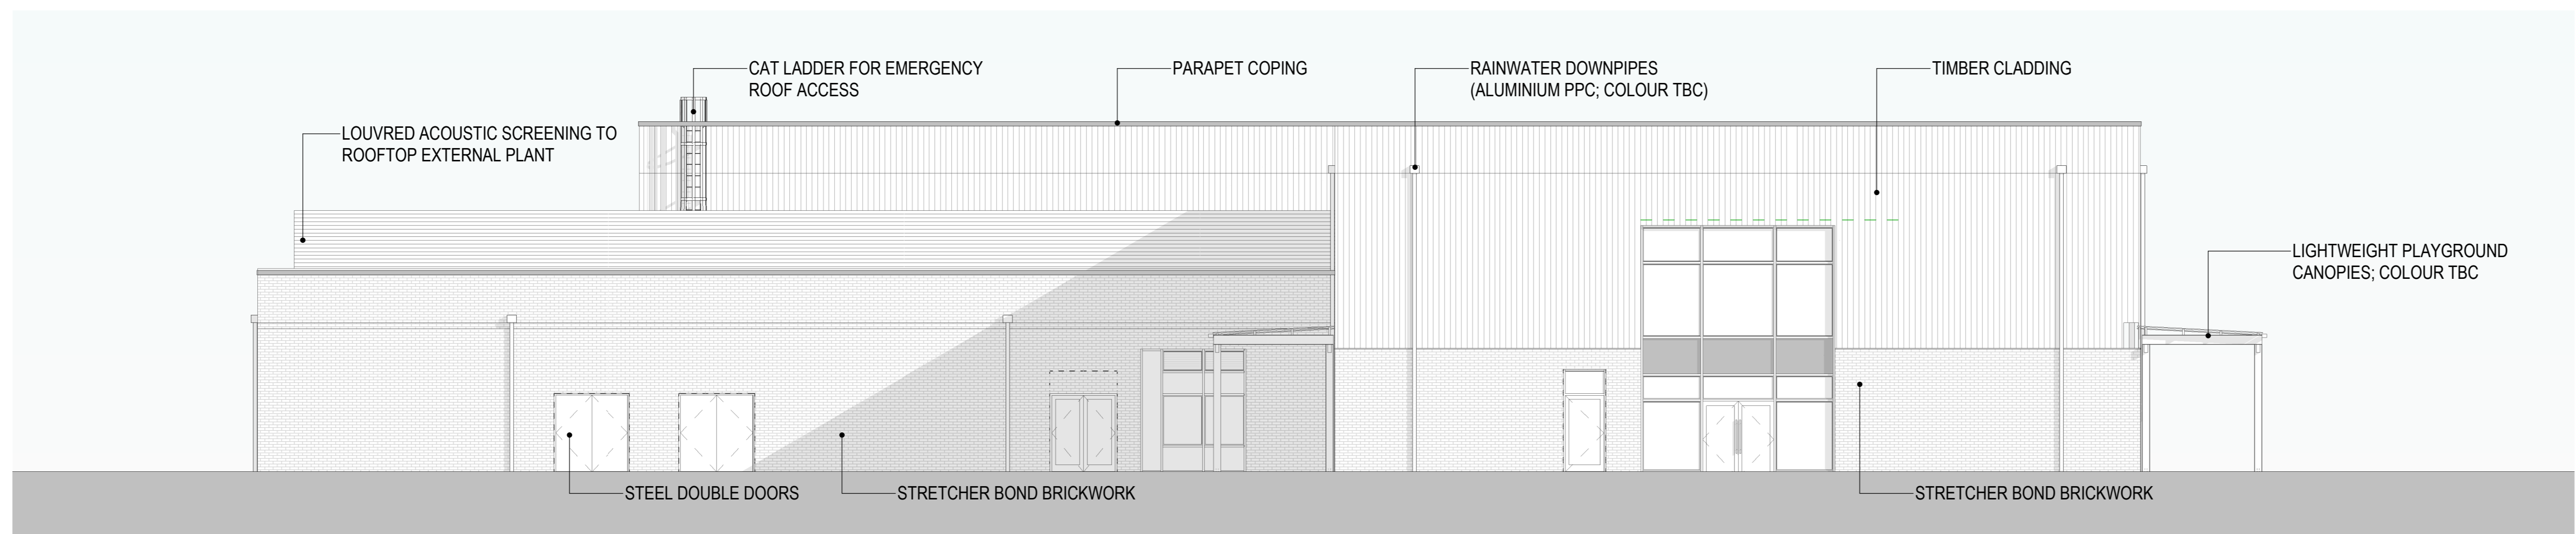 CAT LADDER FOR EMERGENCY
ROOF ACCESS
PARAPET COPING
RAINWATER DOWNPIPES
(ALUMINIUM PPC; COLOUR TBC)
TIMBER CLADDING
LOUVRED ACOUSTIC SCREENING TO
ROOFTOP EXTERNAL PLANT
LIGHTWEIGHT PLAYGROUND
CANOPIES; COLOUR TBC
STEEL DOUBLE DOORS
STRETCHER BOND BRICKWORK
STRETCHER BOND BRICKWORK